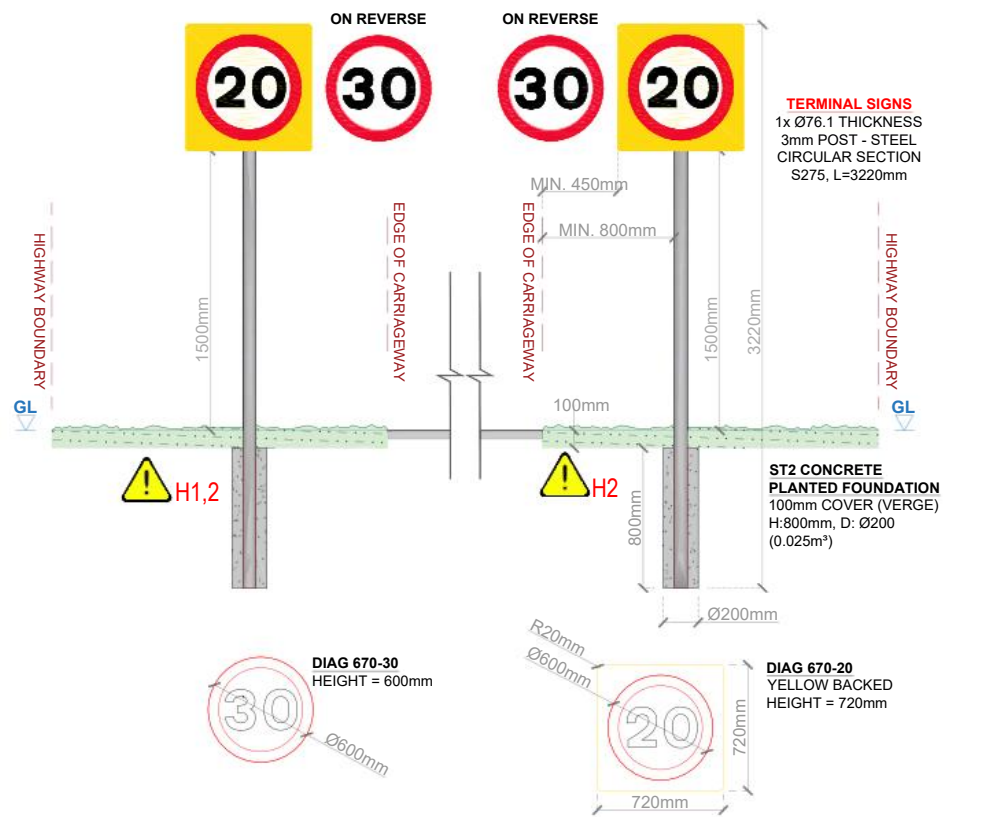 ON REVERSE
ON REVERSE
20
30
30
20
TERMINAL SIGNS
1x Ø76.1 THICKNESS
3mm POST - STEEL
CIRCULAR SECTION
S275, L=3220mm
MIN. 450mm
MIN. 800mm
HIGHWAY BOUNDARY
EDGE OF CARRIAGEWAY
EDGE OF CARRIAGEWAY
HIGHWAY BOUNDARY
1500mm
1500mm
3220mm
GL
100mm
GL
H1,2
H2
800mm
ST2 CONCRETE
PLANTED FOUNDATION
100mm COVER (VERGE)
H:800mm, D: Ø200
(0.025m³)
Ø200mm
DIAG 670-30
HEIGHT = 600mm
30
Ø600mm
R20mm
Ø600mm
20
720mm
720mm
DIAG 670-20
YELLOW BACKED
HEIGHT = 720mm